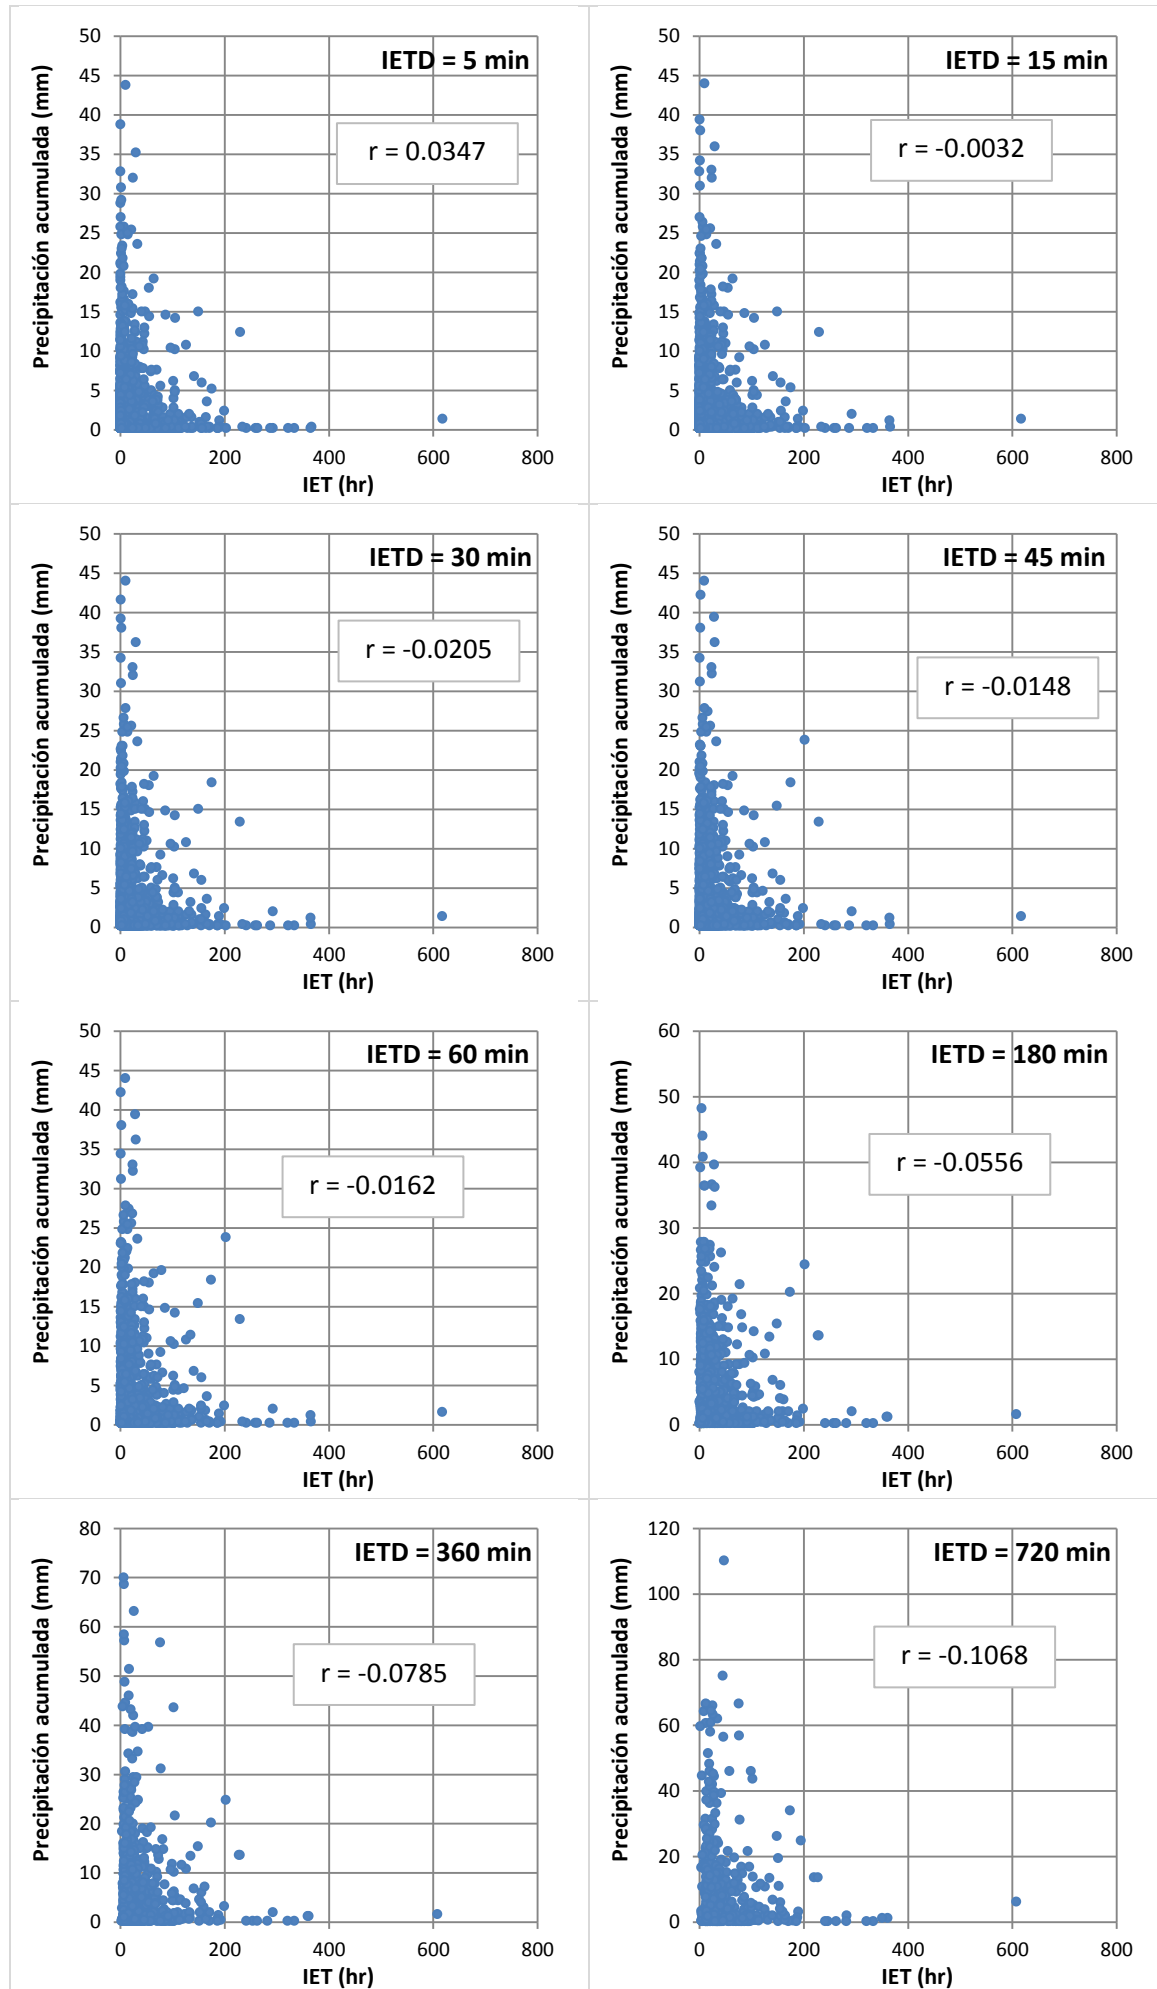 IETD = 5 min
r = 0.0347
Precipitación acumulada (mm)
50
45
40
35
30
25
20
15
10
5
0
0 200 400 600 800
IET (hr)
IETD = 15 min
r = -0.0032
Precipitación acumulada (mm)
50
45
40
35
30
25
20
15
10
5
0
0 200 400 600 800
IET (hr)
IETD = 30 min
r = -0.0205
Precipitación acumulada (mm)
50
45
40
35
30
25
20
15
10
5
0
0 200 400 600 800
IET (hr)
IETD = 45 min
r = -0.0148
Precipitación acumulada (mm)
50
45
40
35
30
25
20
15
10
5
0
0 200 400 600 800
IET (hr)
IETD = 60 min
r = -0.0162
Precipitación acumulada (mm)
50
45
40
35
30
25
20
15
10
5
0
0 200 400 600 800
IET (hr)
IETD = 180 min
r = -0.0556
Precipitación acumulada (mm)
60
50
40
30
20
10
0
0 200 400 600 800
IET (hr)
IETD = 360 min
r = -0.0785
Precipitación acumulada (mm)
80
70
60
50
40
30
20
10
0
0 200 400 600 800
IET (hr)
IETD = 720 min
r = -0.1068
Precipitación acumulada (mm)
120
100
80
60
40
20
0
0 200 400 600 800
IET (hr)